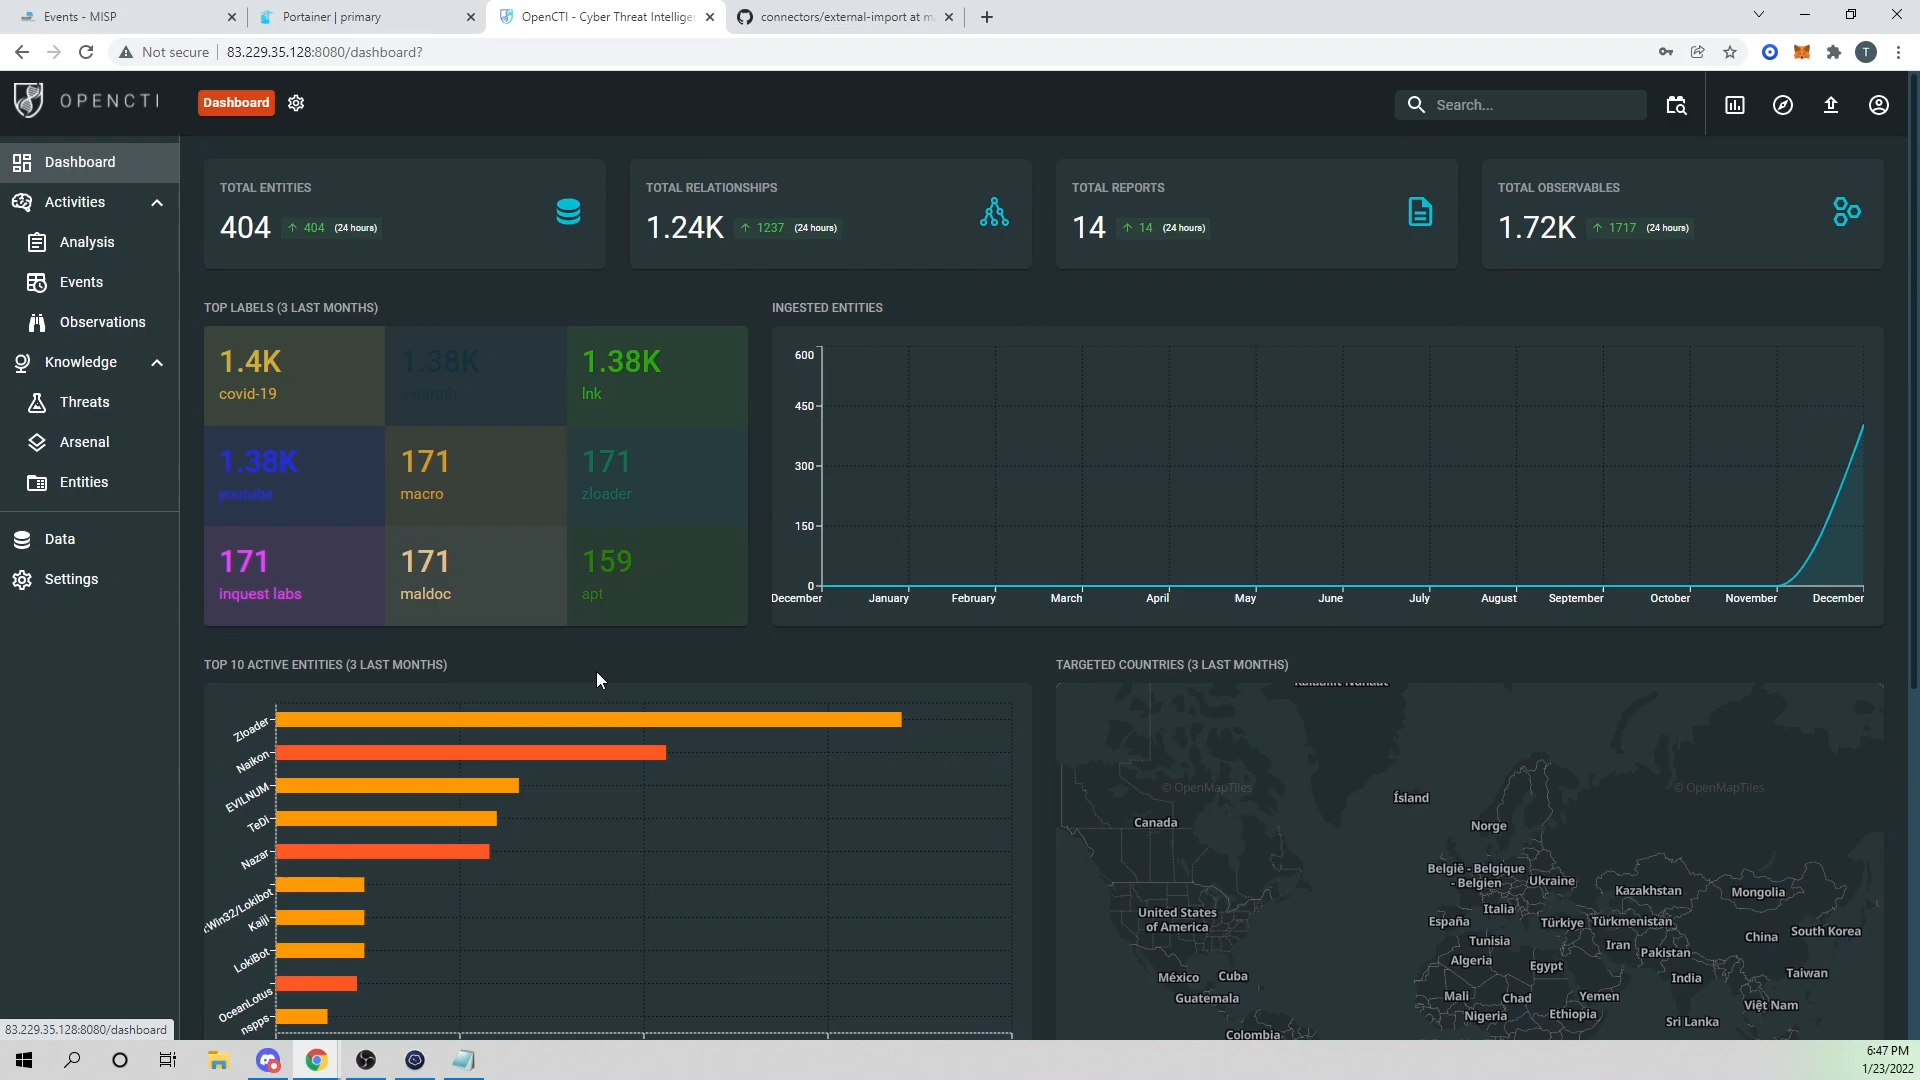 Events - MISP
Portainer | primary
OpenCTI - Cyber Threat Intelliger
connectors/external-import at ma
Not secure
83.229.35.128:8080/dashboard?
T
OPENCTI
Dashboard
Search...
Dashboard
Activities
Analysis
Events
Observations
Knowledge
Threats
Arsenal
Entities
Data
Settings
TOTAL ENTITIES
404 ↑ 404 (24 hours)
TOTAL RELATIONSHIPS
1.24K ↑ 1237 (24 hours)
TOTAL REPORTS
14 ↑ 14 (24 hours)
TOTAL OBSERVABLES
1.72K ↑ 1717 (24 hours)
TOP LABELS (3 LAST MONTHS)
1.4K
covid-19
1.38K
astaroth
1.38K
lnk
1.38K
youtube
171
macro
171
zloader
171
inquest labs
171
maldoc
159
apt
INGESTED ENTITIES
600
450
300
150
0
December January February March April May June July August September October November December
TOP 10 ACTIVE ENTITIES (3 LAST MONTHS)
Zloader
Naikon
EVILNUM
TeDi
Nazar
:Win32/Lokibot
Kaiji
LokiBot
OceanLotus
nspps
TARGETED COUNTRIES (3 LAST MONTHS)
Kalaallit Nunaat
© OpenMapTiles
© OpenMapTiles
Ísland
Canada
Norge
België - Belgique
- Belgien
Ukraine
Kazakhstan
Mongolia
United States
of America
Italia
España
Türkiye
Türkmenistan
South Korea
China
Tunisia
Iran
Pakistan
Algeria
Egypt
India
Taiwan
México
Cuba
Guatemala
Mali
Chad
Yemen
Việt Nam
Nigeria
Ethiopia
Sri Lanka
Colombia
83.229.35.128:8080/dashboard
6:47 PM
1/23/2022